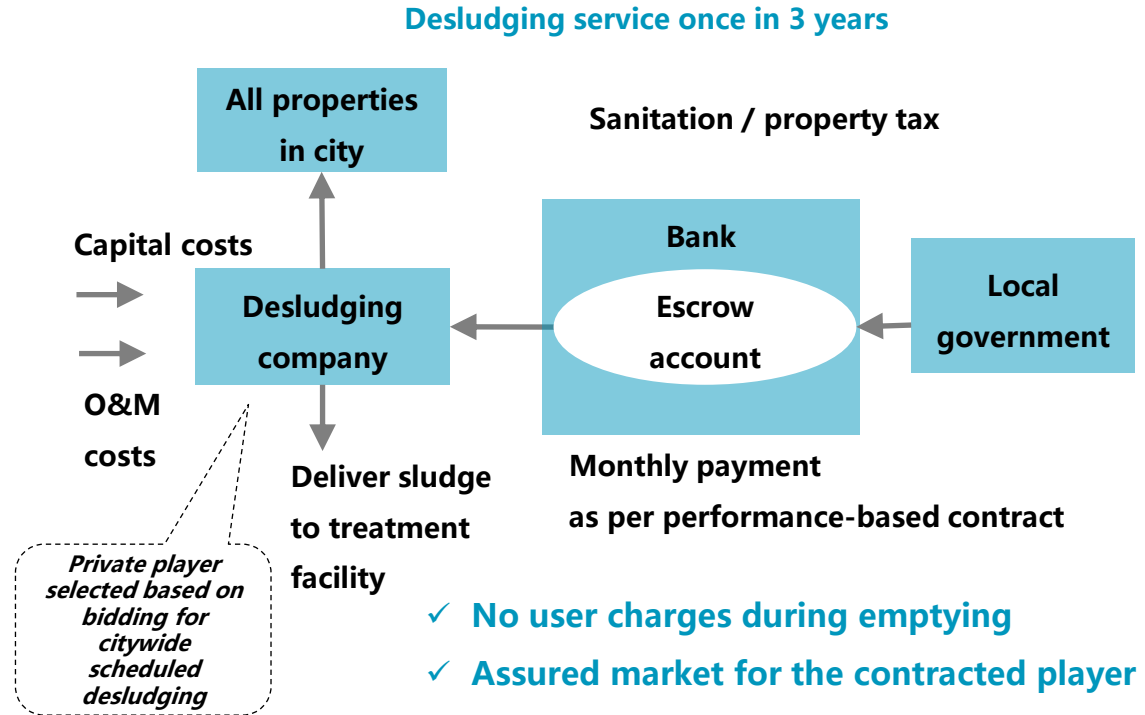 Desludging service once in 3 years
All properties
in city
Sanitation / property tax
Capital costs
Bank
Desludging
company
Escrow
account
Local
government
O&M
costs
Deliver sludge
to treatment
facility
Monthly payment
as per performance-based contract
Private player
selected based on
bidding for
citywide
scheduled
desludging
✓ No user charges during emptying
✓ Assured market for the contracted player